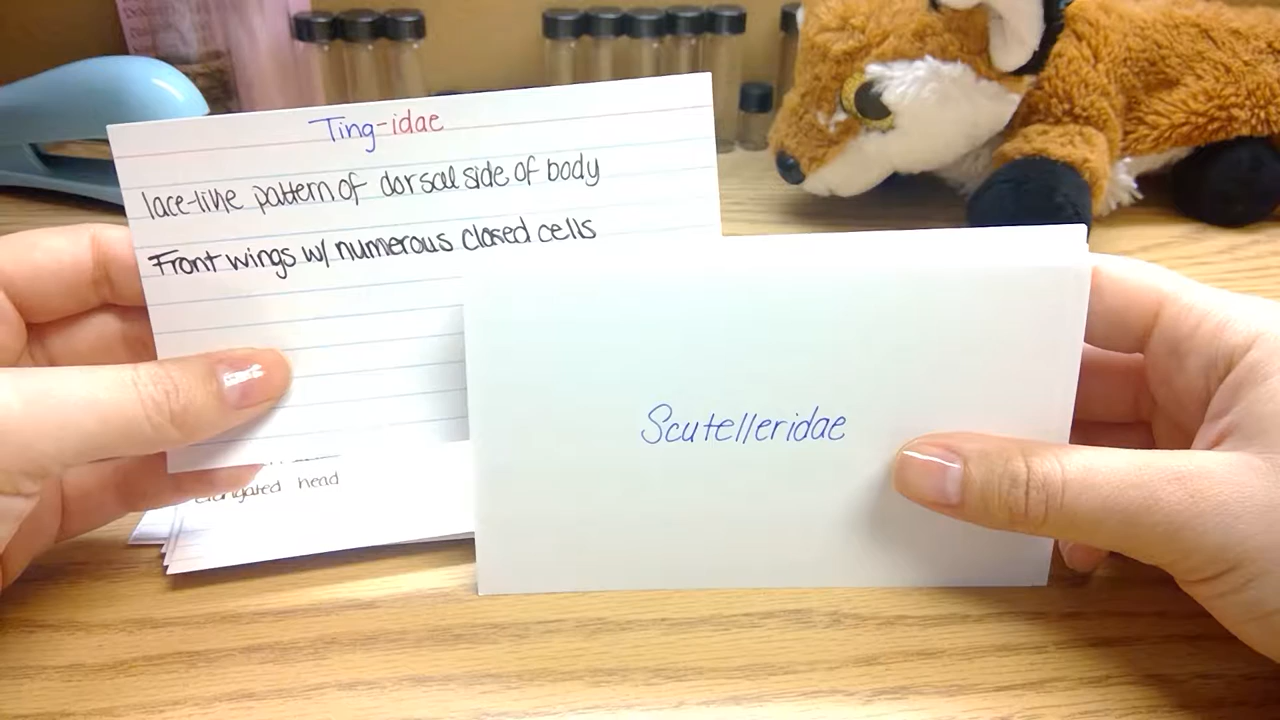 Ting-idae
lace-like pattern of dorsal side of body
Front wings w/ numerous closed cells
Scutelleridae
elongated head